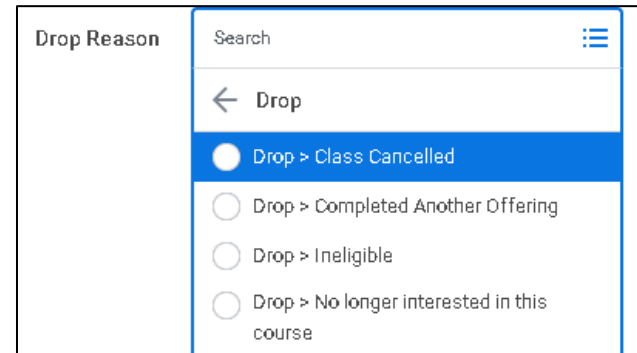 Drop Reason
Search
Drop
Drop > Class Cancelled
Drop > Completed Another Offering
Drop > Ineligible
Drop > No longer interested in this
course